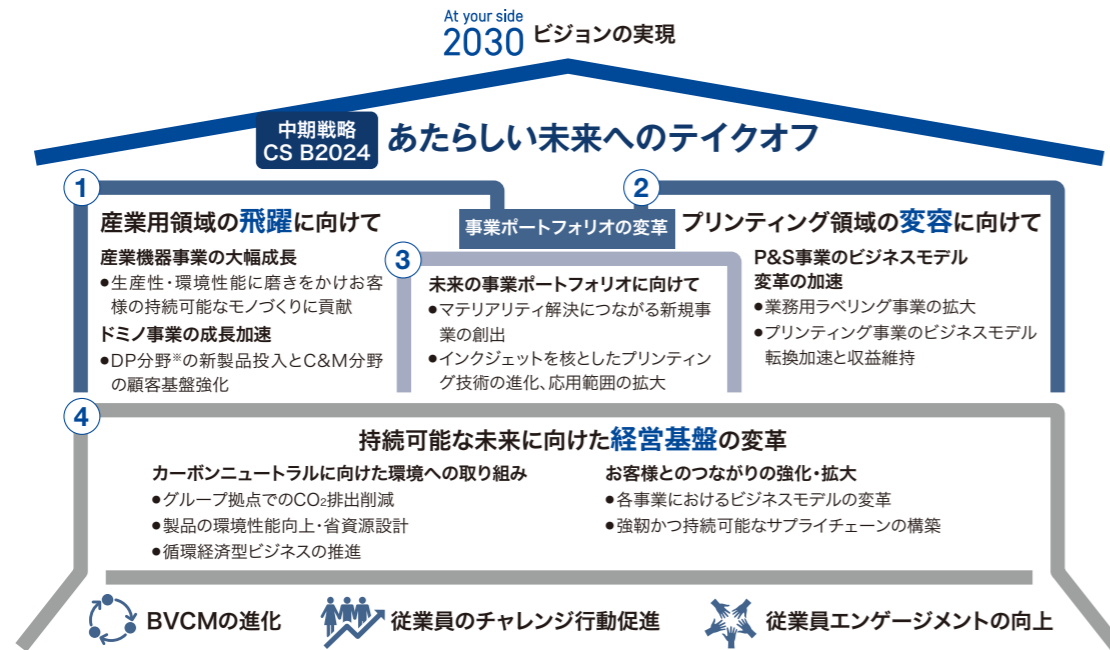 At your side
2030 ビジョンの実現
中期戦略
CS B2024
あたらしい未来へのテイクオフ
1
産業用領域の飛躍に向けて
産業機器事業の大幅成長
●生産性・環境性能に磨きをかけお客
様の持続可能なモノづくりに貢献
ドミノ事業の成長加速
●DP分野※の新製品投入とC&M分野
の顧客基盤強化
事業ポートフォリオの変革
2
プリンティング領域の変容に向けて
P&S事業のビジネスモデル
変革の加速
●業務用ラベリング事業の拡大
●プリンティング事業のビジネスモデル
転換加速と収益維持
3
未来の事業ポートフォリオに向けて
●マテリアリティ解決につながる新規事
業の創出
●インクジェットを核としたプリンティン
グ技術の進化、応用範囲の拡大
4
持続可能な未来に向けた経営基盤の変革
カーボンニュートラルに向けた環境への取り組み
●グループ拠点でのCO₂排出削減
●製品の環境性能向上・省資源設計
●循環経済型ビジネスの推進
お客様とのつながりの強化・拡大
●各事業におけるビジネスモデルの変革
●強靭かつ持続可能なサプライチェーンの構築
BVCMの進化
従業員のチャレンジ行動促進
従業員エンゲージメントの向上